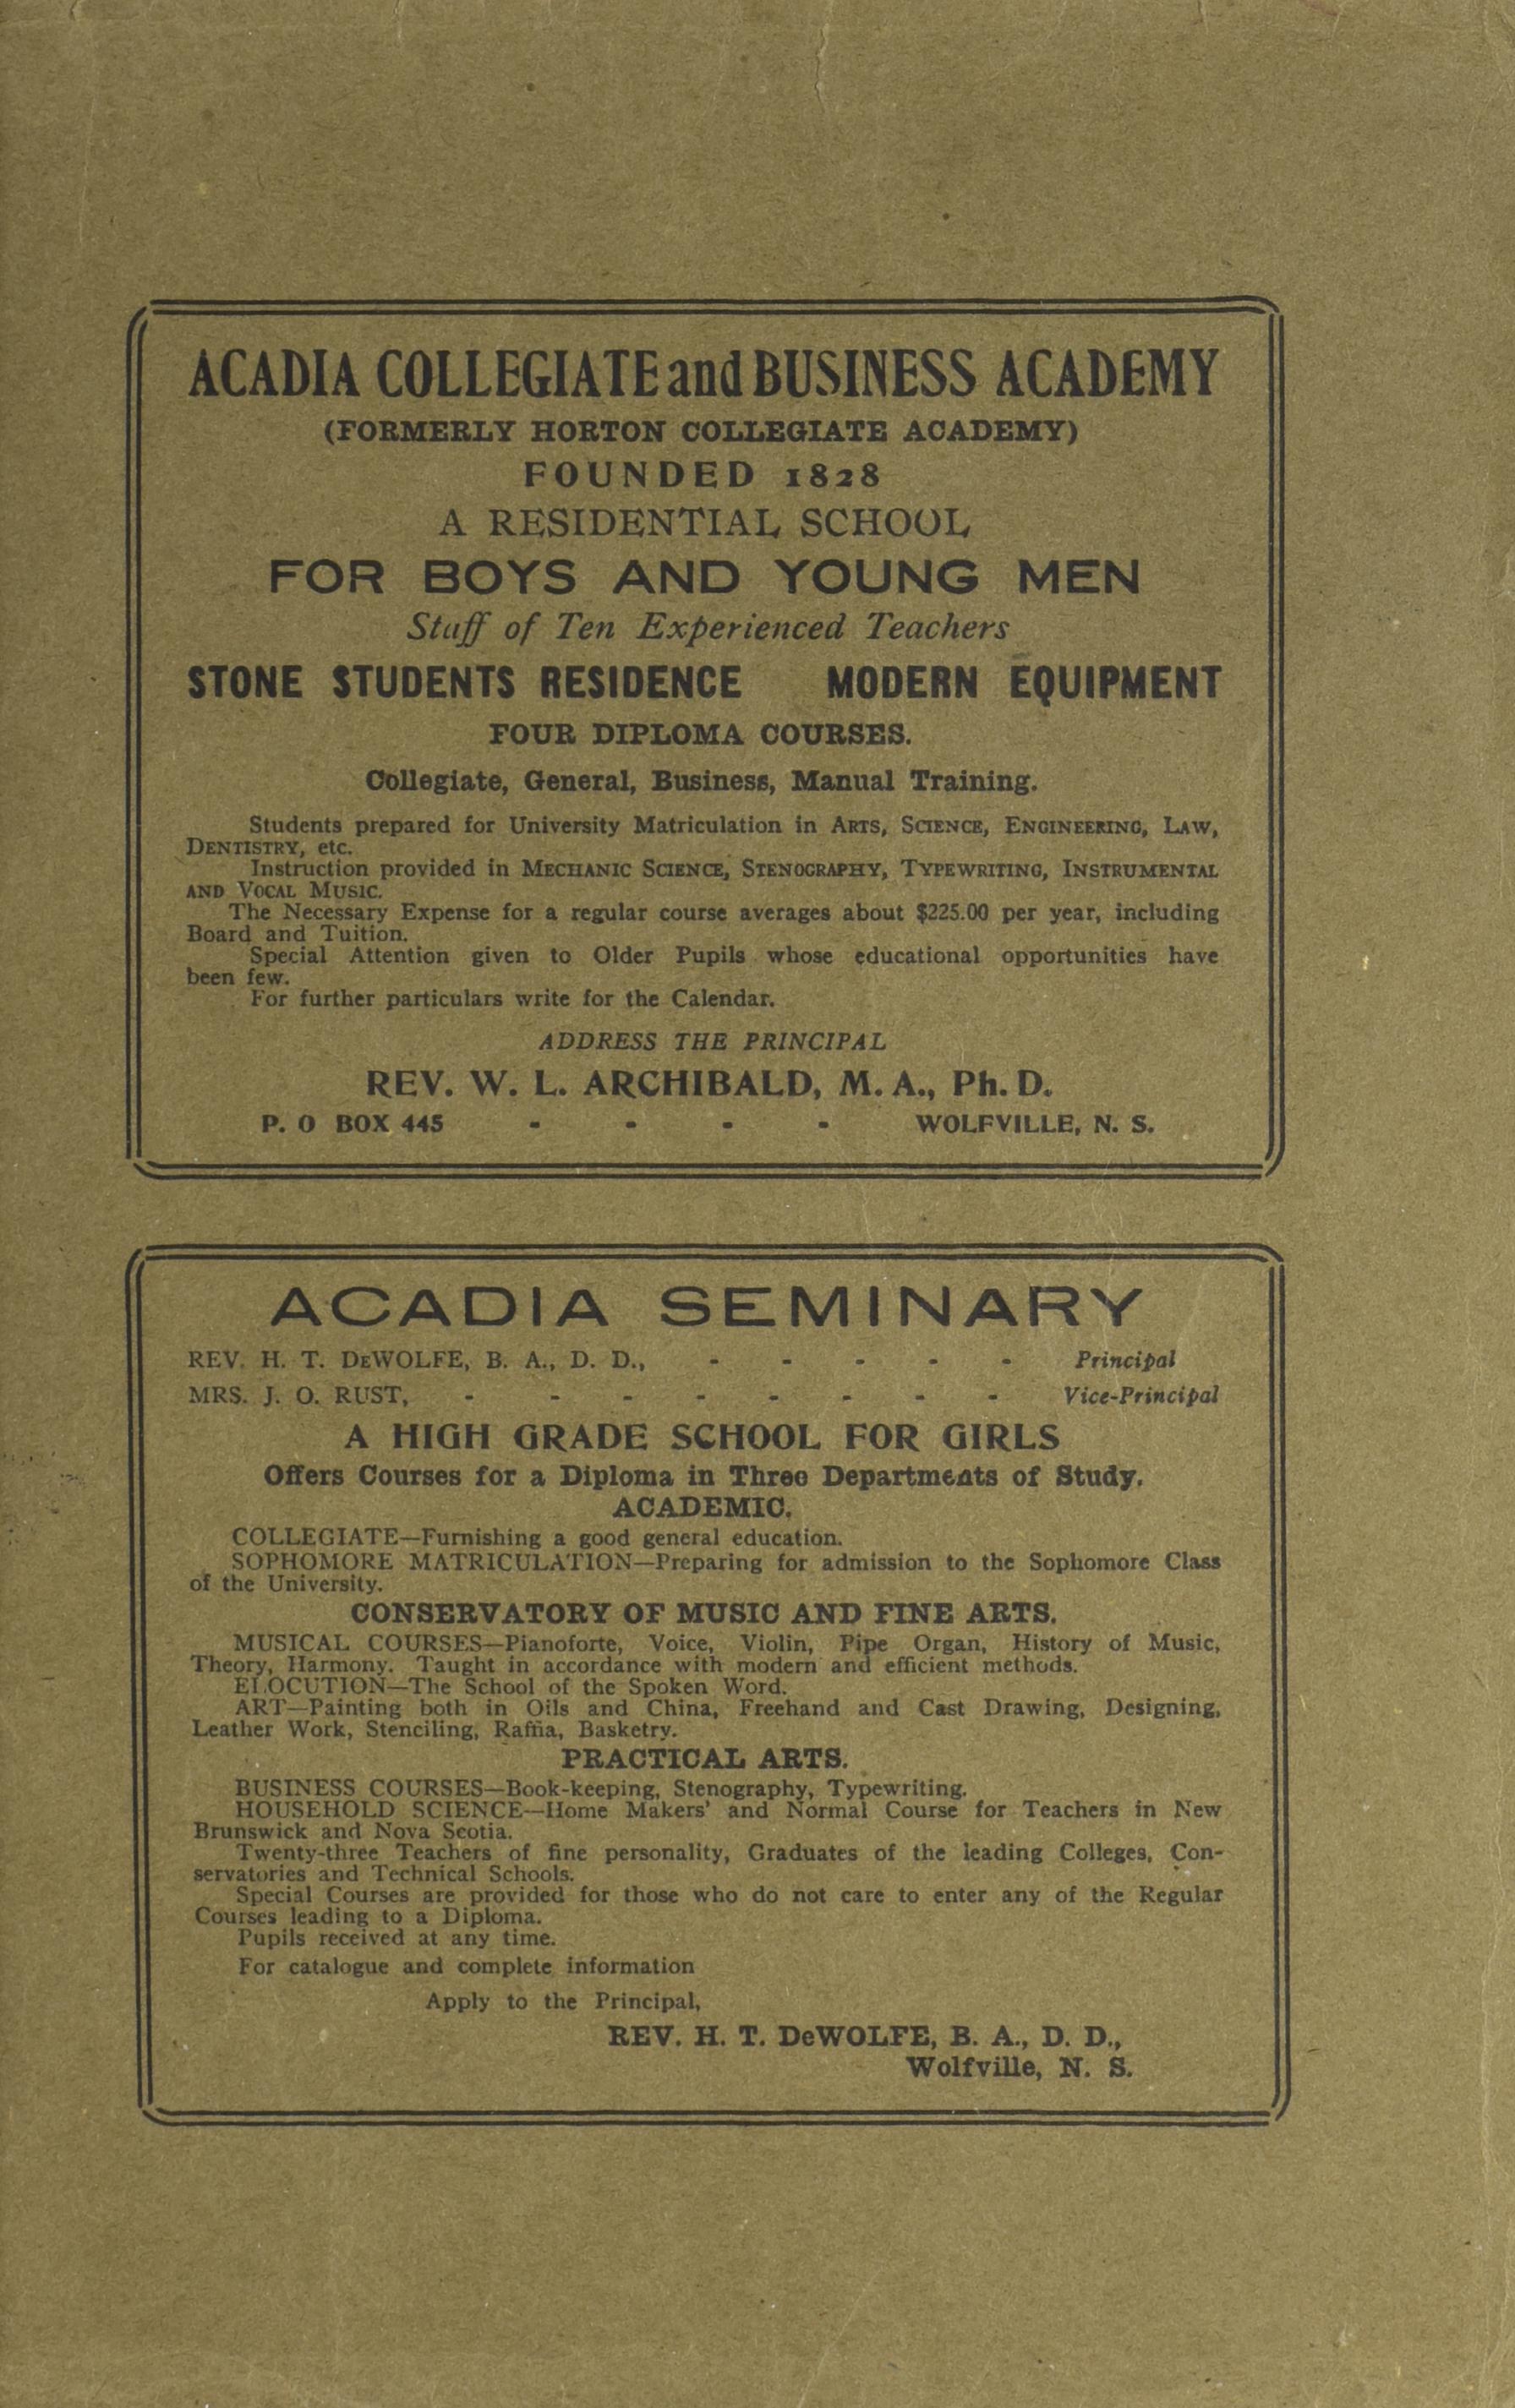 ACADIA COLLEGIATE and BUSINESS ACADEMY
(FORMERLY HORTON COLLEGIATE ACADEMY)
FOUNDED 1828
A RESIDENTIAL SCHOOL
FOR BOYS AND YOUNG MEN
Staff of Ten Experienced Teachers
STONE STUDENTS RESIDENCE MODERN EQUIPMENT
FOUR DIPLOMA COURSES.
Collegiate, General, Business, Manual Training.
Students prepared for University Matriculation in ARTS, SCIENCE, ENGINEERING, LAW,
DENTISTRY, etc.
Instruction provided in MECHANIC SCIENCE, STENOGRAPHY, TYPEWRITING, INSTRUMENTAL
AND VOCAL MUSIC.
The Necessary Expense for a regular course averages about $225.00 per year, including
Board and Tuition.
Special Attention given to Older Pupils whose educational opportunities have
been few.
For further particulars write for the Calendar.
ADDRESS THE PRINCIPAL
REV. W. L. ARCHIBALD, M. A., Ph. D.
P. O BOX 445 - - - - WOLFVILLE, N. S.
ACADIA SEMINARY
REV. H. T. DEWOLFE, B. A., D. D., - - - - - Principal
MRS. J. O. RUST, - - - - - - - - Vice-Principal
A HIGH GRADE SCHOOL FOR GIRLS
Offers Courses for a Diploma in Three Departments of Study.
ACADEMIC.
COLLEGIATE—Furnishing a good general education.
SOPHOMORE MATRICULATION—Preparing for admission to the Sophomore Class
of the University.
CONSERVATORY OF MUSIC AND FINE ARTS.
MUSICAL COURSES—Pianoforte, Voice, Violin, Pipe Organ, History of Music,
Theory, Harmony. Taught in accordance with modern and efficient methods.
ELOCUTION—The School of the Spoken Word.
ART—Painting both in Oils and China, Freehand and Cast Drawing, Designing,
Leather Work, Stenciling, Raffia, Basketry.
PRACTICAL ARTS.
BUSINESS COURSES—Book-keeping, Stenography, Typewriting.
HOUSEHOLD SCIENCE—Home Makers' and Normal Course for Teachers in New
Brunswick and Nova Scotia.
Twenty-three Teachers of fine personality, Graduates of the leading Colleges, Con-
servatories and Technical Schools.
Special Courses are provided for those who do not care to enter any of the Regular
Courses leading to a Diploma.
Pupils received at any time.
For catalogue and complete information
Apply to the Principal,
REV. H. T. DeWOLFE, B. A., D. D.,
Wolfville, N. S.